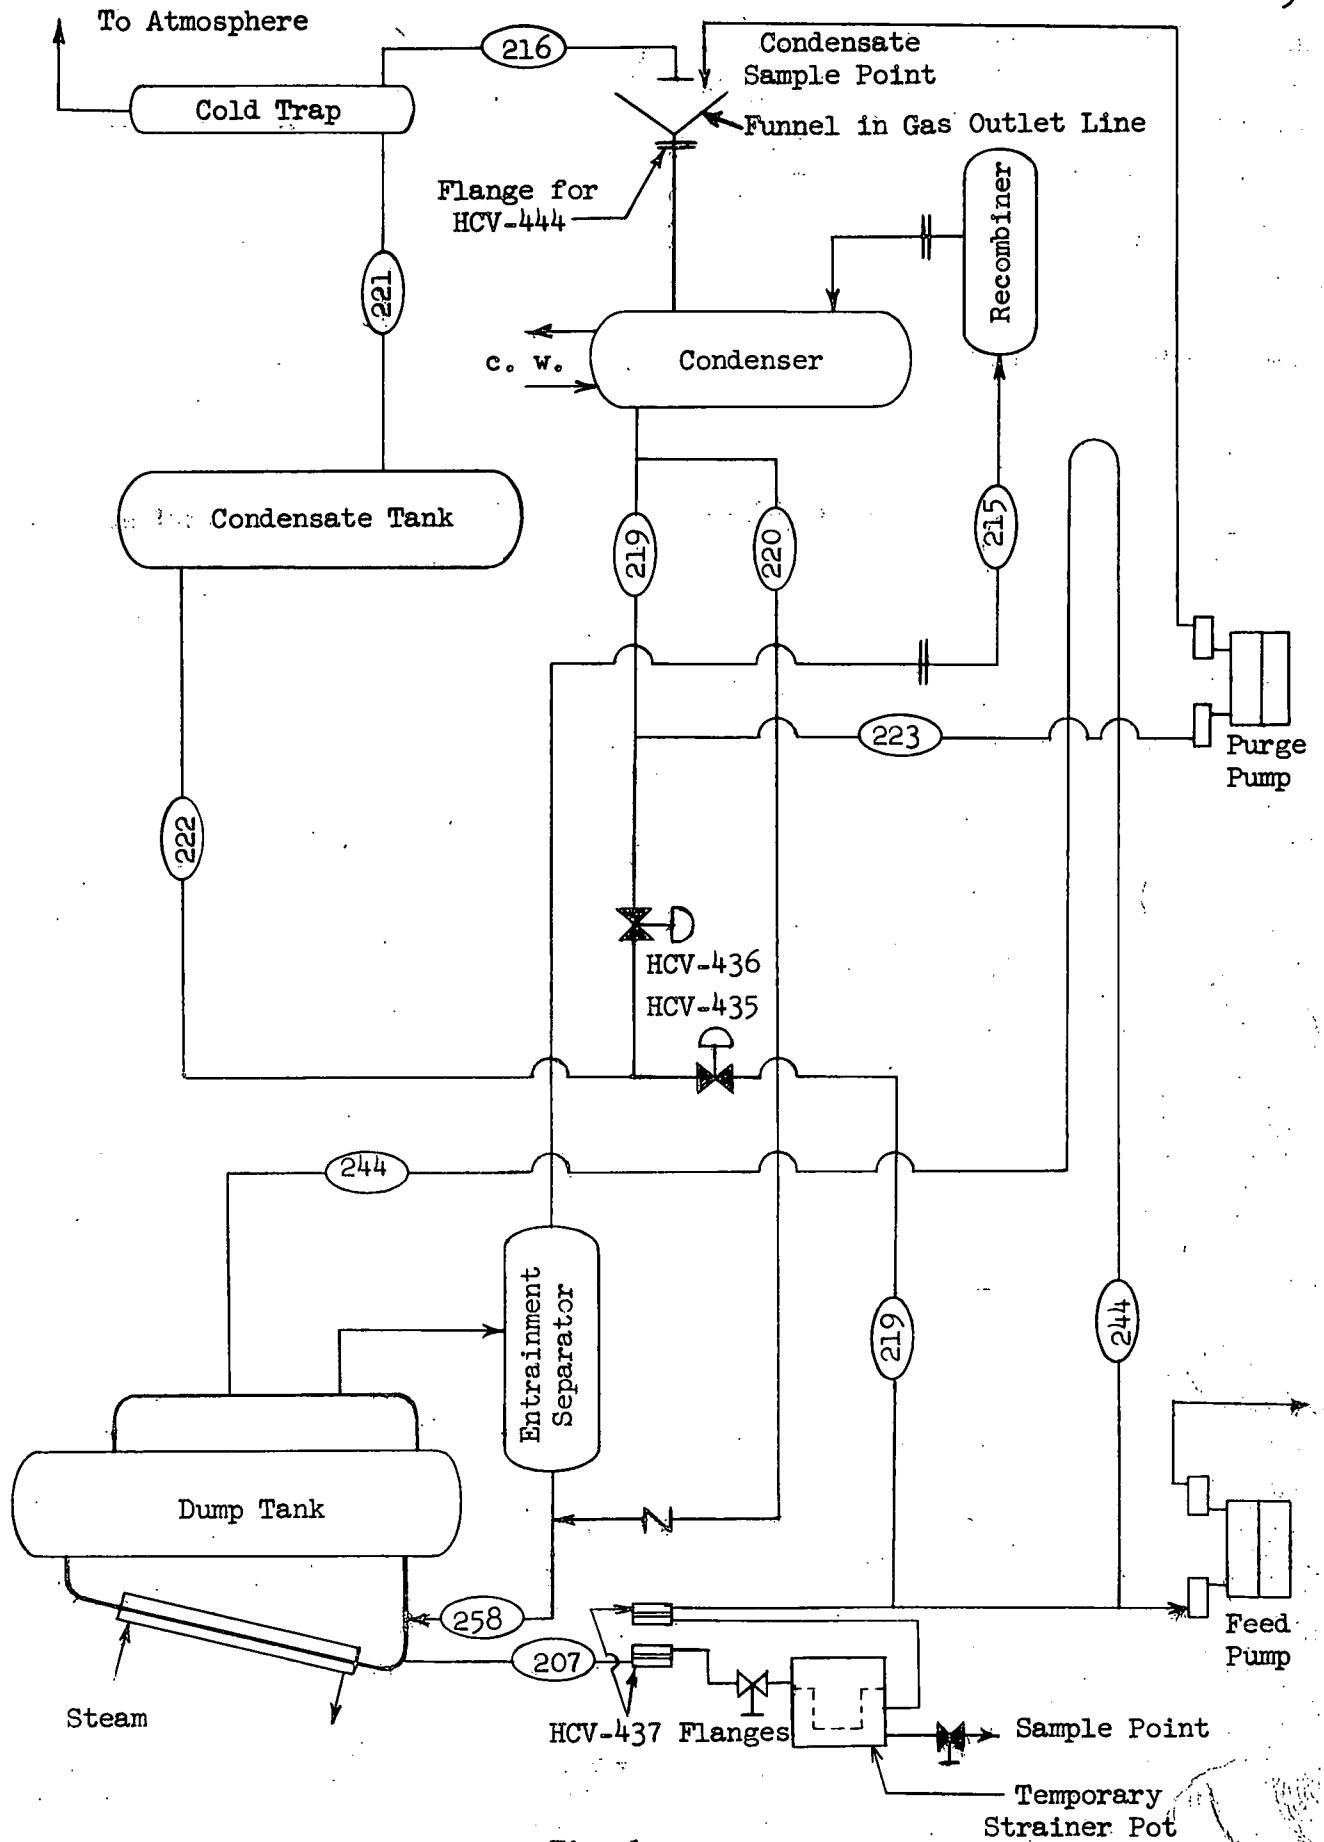 To Atmosphere
216
Condensate
Sample Point
Cold Trap
Funnel in Gas Outlet Line
Flange for
HCV-444
Recombiner
221
c. w.
Condenser
Condensate Tank
219
220
215
223
Purge
Pump
222
HCV-436
HCV-435
244
Entrainment
Separator
219
244
Dump Tank
258
207
Feed
Pump
Steam
HCV-437 Flanges
Sample Point
Temporary
Strainer Pot